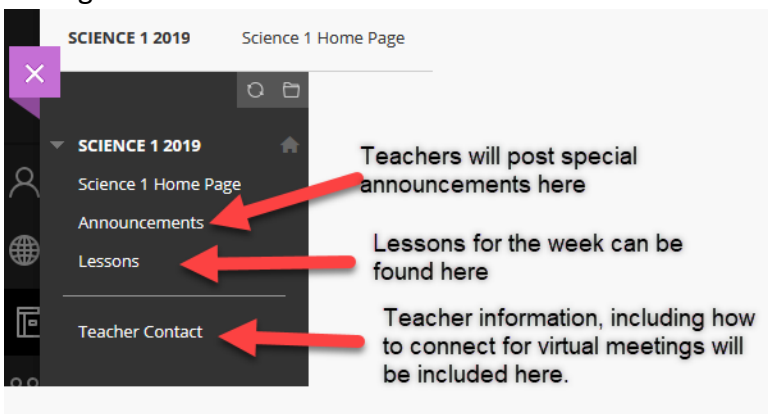 SCIENCE 1 2019 Science 1 Home Page
SCIENCE 1 2019
Science 1 Home Page
Announcements
Lessons
Teacher Contact
Teachers will post special
announcements here
Lessons for the week can be
found here
Teacher information, including how
to connect for virtual meetings will
be included here.